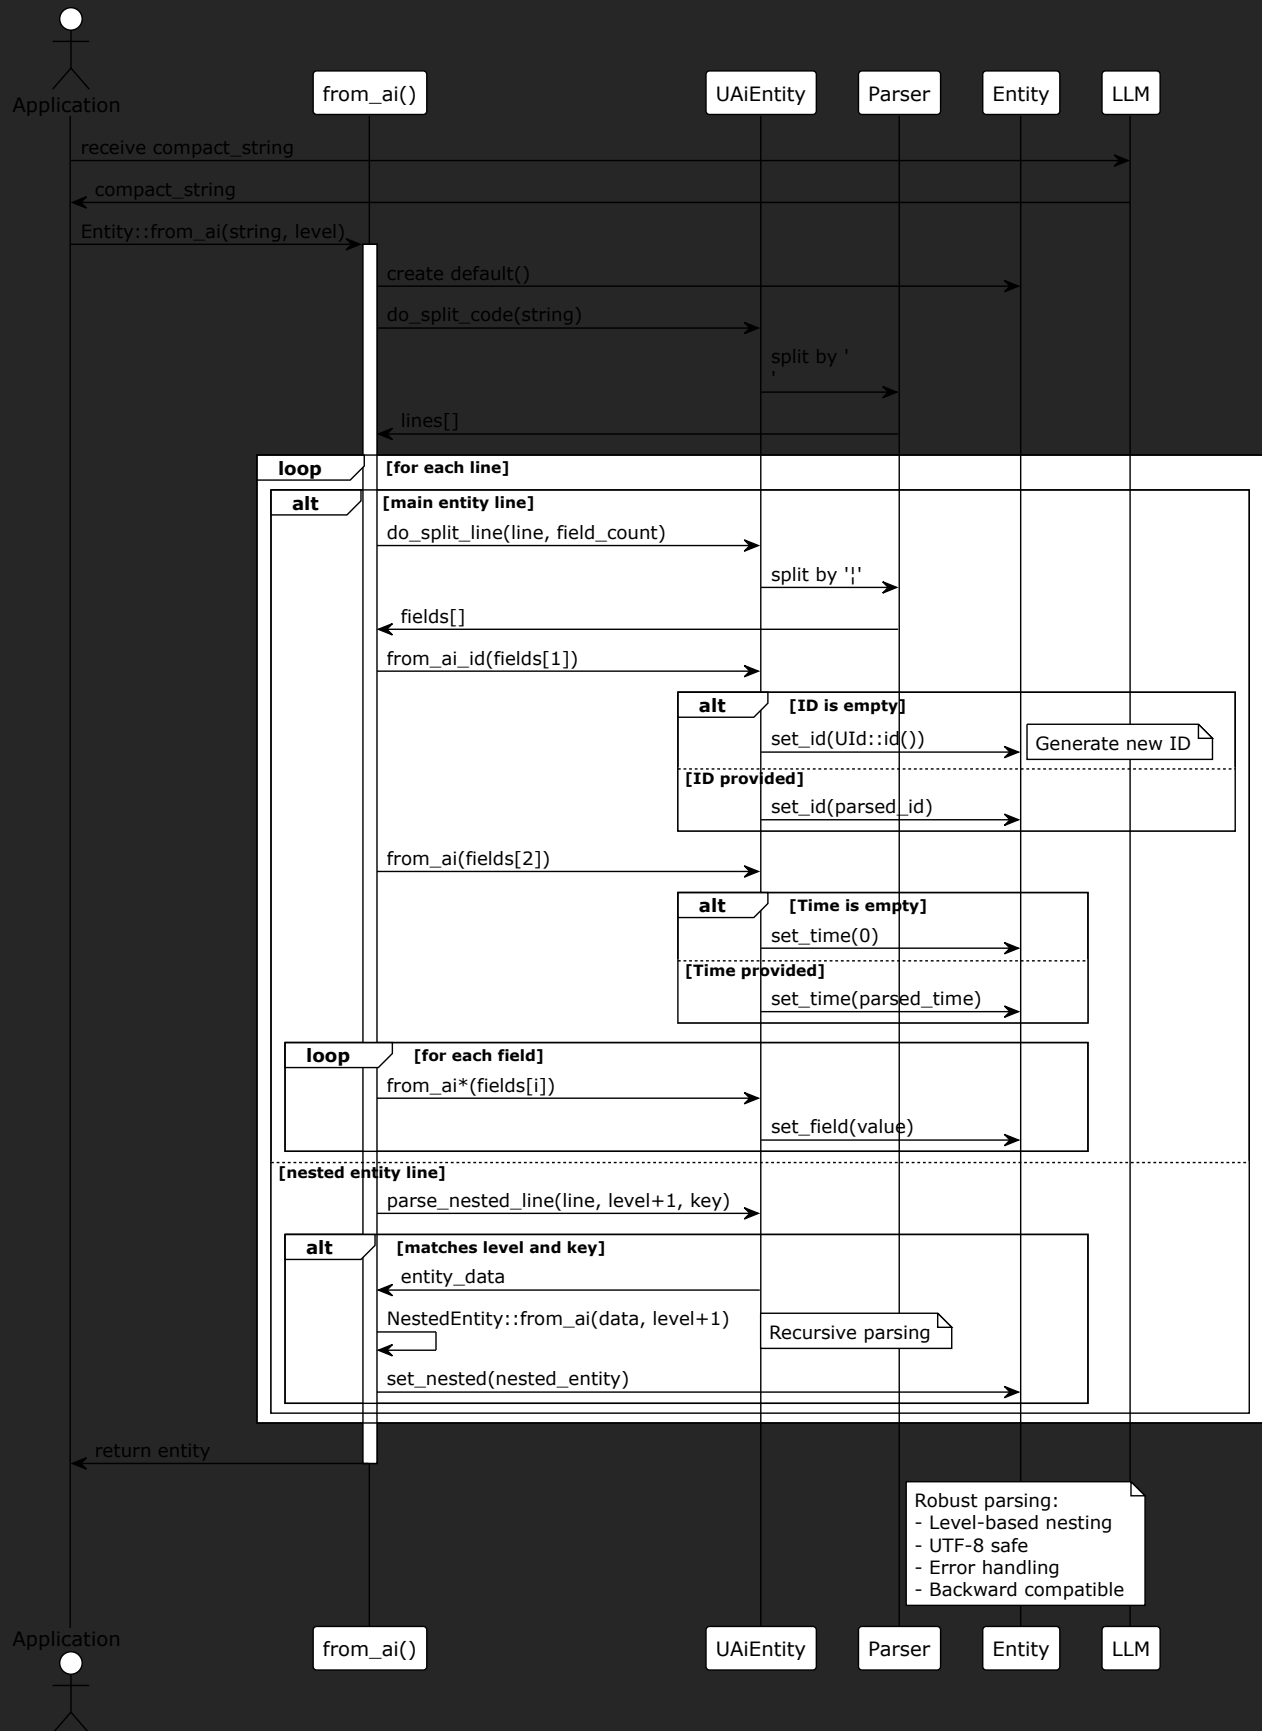 Application
from_ai()
UAiEntity
Parser
Entity
LLM
receive compact_string
compact_string
Entity::from_ai(string, level)
create default()
do_split_code(string)
split by '
'
lines[]
loop [for each line]
alt [main entity line]
do_split_line(line, field_count)
split by '¦'
fields[]
from_ai_id(fields[1])
alt [ID is empty]
set_id(UId::id())
Generate new ID
[ID provided]
set_id(parsed_id)
from_ai(fields[2])
alt [Time is empty]
set_time(0)
[Time provided]
set_time(parsed_time)
loop [for each field]
from_ai*(fields[i])
set_field(value)
[nested entity line]
parse_nested_line(line, level+1, key)
alt [matches level and key]
entity_data
NestedEntity::from_ai(data, level+1)
Recursive parsing
set_nested(nested_entity)
return entity
Robust parsing:
- Level-based nesting
- UTF-8 safe
- Error handling
- Backward compatible
Application
from_ai()
UAiEntity
Parser
Entity
LLM